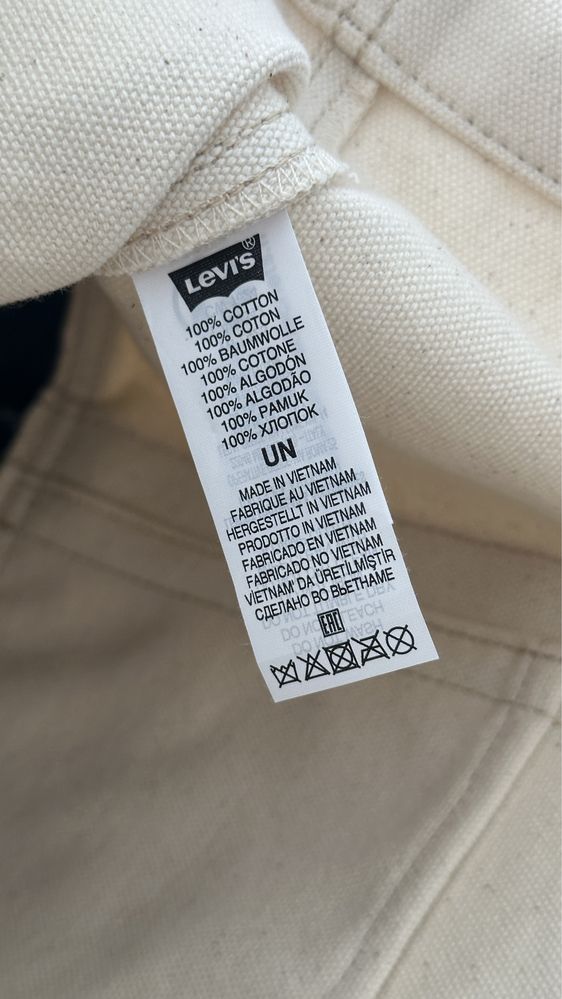 LEVI'S®
100% COTTON
100% COTON
100% BAUMWOLLE
100% COTONE
100% ALGODÓN
100% ALGODÃO
100% PAMUK
100% ХЛОПОК
UN
MADE IN VIETNAM
FABRIQUE AU VIETNAM
HERGESTELLT IN VIETNAM
PRODOTTO IN VIETNAM
FABRICADO EN VIETNAM
FABRICADO NO VIETNAM
VIETNAM DA ÜRETİLMİŞTİR
СДЕЛАНО ВО ВЬЕТНАМЕ
EAC